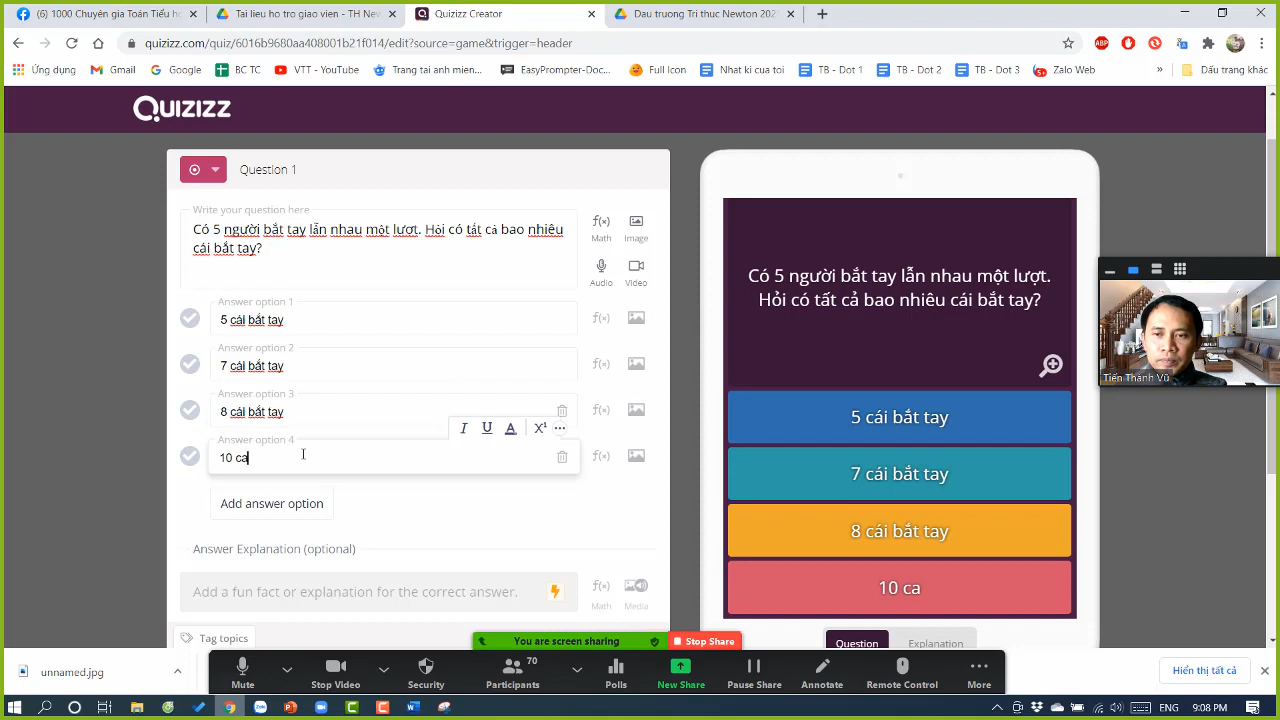 (6) 1000 Chuyên gia Toán Tiểu họ
Tai lieu ho tro giao vien - TH New
Quizizz Creator
Dau truong Tri thuc Newton 202
quizizz.com/quiz/6016b9680aa408001b21f014/edit?source=game&trigger=header
Ứng dụng
Gmail
Google
BC TC
VTT - Youtube
Trang tai sinh mien...
Easyprompter-Doc...
Full Icon
Nhat ki cua toi
TB - Dot 1
TB - Dot 2
TB - Dot 3
Zalo Web
»
Dấu trang khác
Quizizz
Question 1
Write your question here
Có 5 người bắt tay lẫn nhau một lượt. Hỏi có tất cả bao nhiêu
cái bắt tay?
f(x)
Math
Image
Audio
Video
Answer option 1
5 cái bắt tay
f(x)
Answer option 2
7 cái bắt tay
f(x)
Answer option 3
8 cái bắt tay
f(x)
I U A X¹ ...
Answer option 4
10 ca
f(x)
Add answer option
Answer Explanation (optional)
Add a fun fact or explanation for the correct answer.
f(x)
Math
Media
Tag topics
Có 5 người bắt tay lẫn nhau một lượt.
Hỏi có tất cả bao nhiêu cái bắt tay?
5 cái bắt tay
7 cái bắt tay
8 cái bắt tay
10 ca
Question
Explanation
Tiến Thành Vũ
You are screen sharing
Stop Share
Mute
Stop Video
Security
70
Participants
Polls
New Share
Pause Share
Annotate
Remote Control
More
unnamed.jpg
Hiển thị tất cả
ENG
9:08 PM